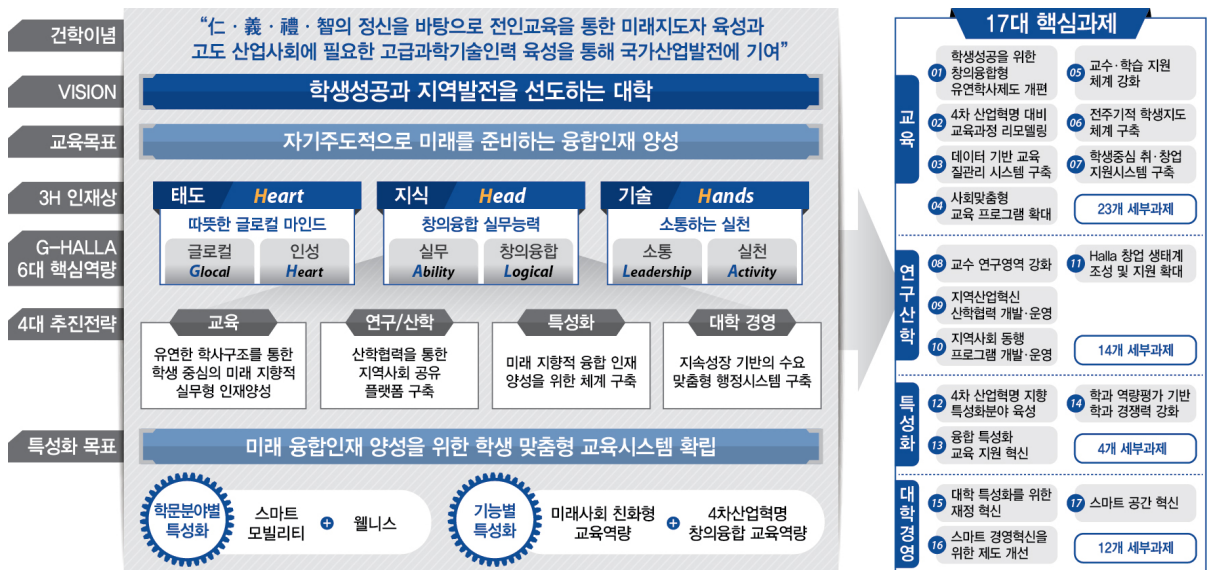 건학이념
“仁·義·禮·智의 정신을 바탕으로 전인교육을 통한 미래지도자 육성과
고도 산업사회에 필요한 고급과학기술인력 육성을 통해 국가산업발전에 기여”
VISION
학생성공과 지역발전을 선도하는 대학
교육목표
자기주도적으로 미래를 준비하는 융합인재 양성
3H 인재상
태도 Heart
따뜻한 글로컬 마인드
지식 Head
창의융합 실무능력
기술 Hands
소통하는 실천
G-HALLA
6대 핵심역량
글로컬
Glocal
인성
Heart
실무
Ability
창의융합
Logical
소통
Leadership
실천
Activity
4대 추진전략
교육
유연한 학사구조를 통한
학생 중심의 미래 지향적
실무형 인재양성
연구/산학
산학협력을 통한
지역사회 공유
플랫폼 구축
특성화
미래 지향적 융합 인재
양성을 위한 체계 구축
대학 경영
지속성장 기반의 수요
맞춤형 행정시스템 구축
특성화 목표
미래 융합인재 양성을 위한 학생 맞춤형 교육시스템 확립
학문분야별
특성화
스마트
모빌리티
+
웰니스
기능별
특성화
미래사회 친화형
교육역량
+
4차산업혁명
창의융합 교육역량
17대 핵심과제
교육
01 학생성공을 위한
창의융합형
유연학사제도 개편
02 4차 산업혁명 대비
교육과정 리모델링
03 데이터 기반 교육
질관리 시스템 구축
04 사회맞춤형
교육 프로그램 확대
05 교수·학습 지원
체계 강화
06 전주기적 학생지도
체계 구축
07 학생중심 취·창업
지원시스템 구축
23개 세부과제
연구산학
08 교수 연구영역 강화
09 지역산업혁신
산학협력 개발·운영
10 지역사회 동행
프로그램 개발·운영
11 Halla 창업 생태계
조성 및 지원 확대
14개 세부과제
특성화
12 4차 산업혁명 지향
특성화분야 육성
13 융합 특성화
교육 지원 혁신
14 학과 역량평가 기반
학과 경쟁력 강화
4개 세부과제
대학경영
15 대학 특성화를 위한
재정 혁신
16 스마트 경영혁신을
위한 제도 개선
17 스마트 공간 혁신
12개 세부과제